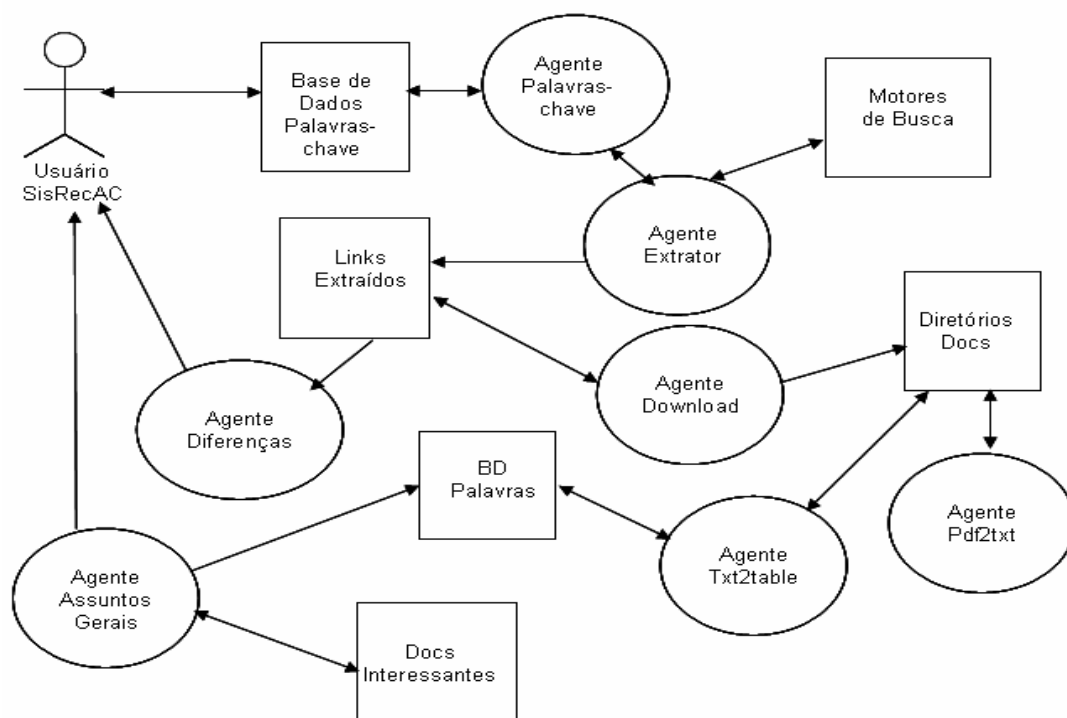 Usuário
SisRecAC
Base de
Dados
Palavras-
chave
Agente
Palavras-
chave
Motores
de Busca
Agente
Extrator
Links
Extraídos
Diretórios
Docs
Agente
Download
Agente
Diferenças
BD
Palavras
Agente
Pdf2txt
Agente
Txt2table
Agente
Assuntos
Gerais
Docs
Interessantes